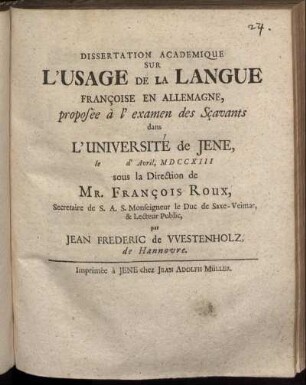 24.
DISSERTATION ACADEMIQUE
SUR
L'USAGE DE LA LANGUE
FRANÇOISE EN ALLEMAGNE,
proposée à l' examen des Sçavants
dans
L'UNIVERSITÉ de JENE,
le d' Avril, MDCCXIII
sous la Direction de
MR. FRANÇOIS ROUX,
Secretaire de S. A. S. Monseigneur le Duc de Saxe-Veimar,
& Lecteur Public,
par
JEAN FREDERIC de VVESTENHOLZ,
de Hannovre.
Imprimée à JENE chez JEAN ADOLPH MüLLER.